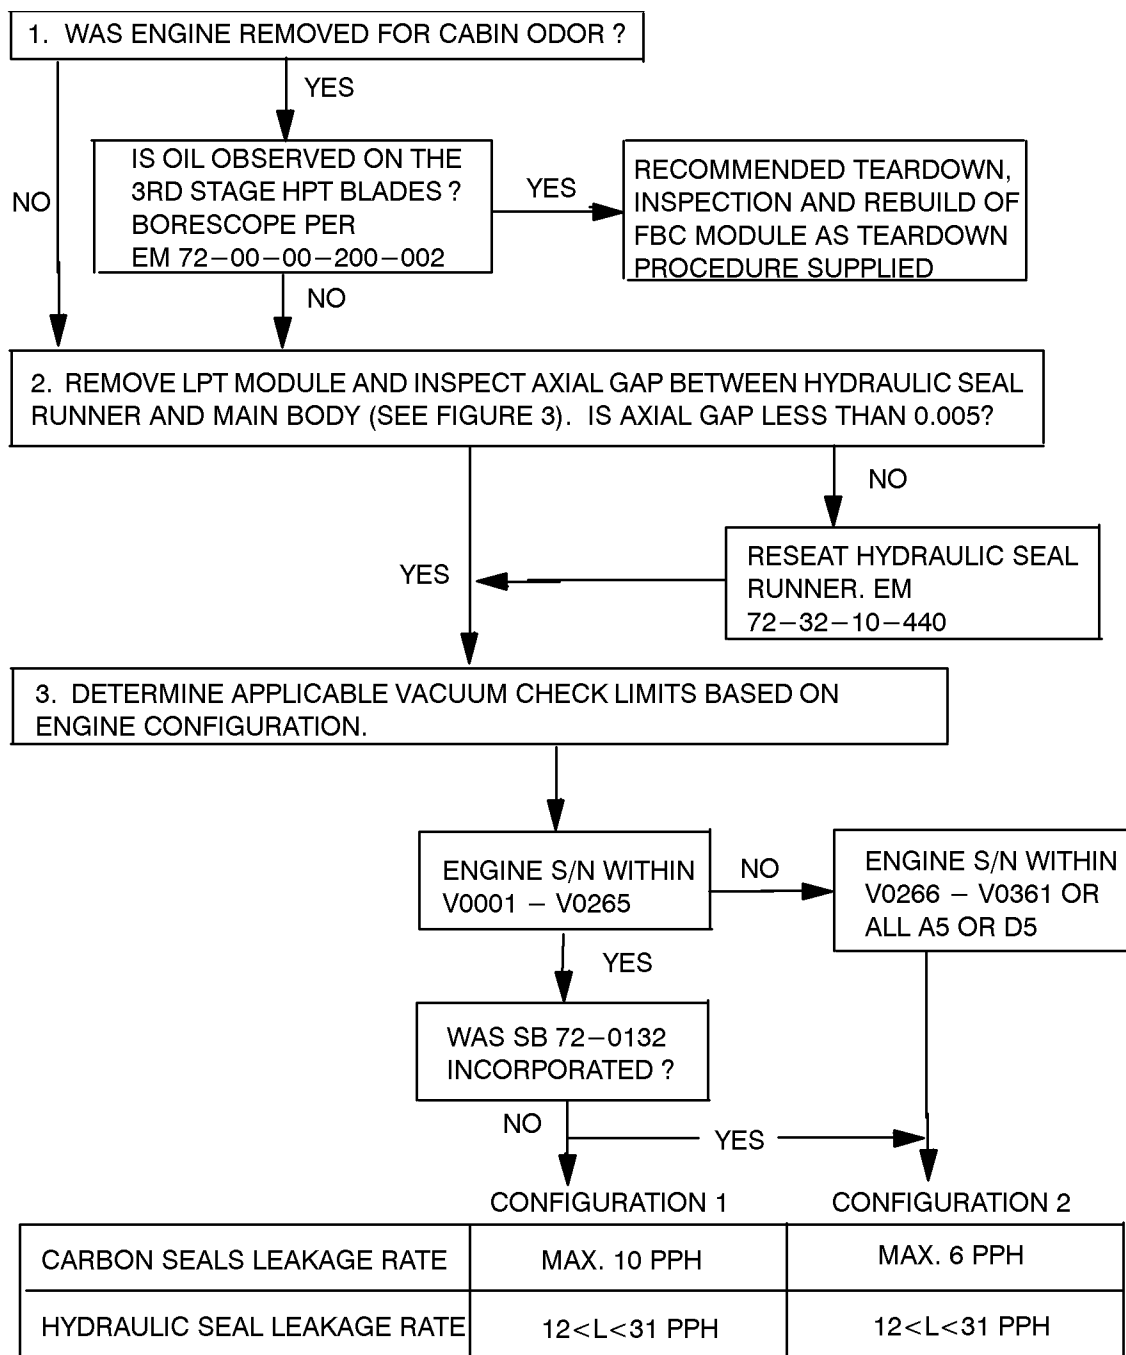 1. WAS ENGINE REMOVED FOR CABIN ODOR ?
YES
NO
IS OIL OBSERVED ON THE
3RD STAGE HPT BLADES ?
BORESCOPE PER
EM 72–00–00–200–002
YES
RECOMMENDED TEARDOWN,
INSPECTION AND REBUILD OF
FBC MODULE AS TEARDOWN
PROCEDURE SUPPLIED
NO
2. REMOVE LPT MODULE AND INSPECT AXIAL GAP BETWEEN HYDRAULIC SEAL
RUNNER AND MAIN BODY (SEE FIGURE 3). IS AXIAL GAP LESS THAN 0.005?
NO
YES
RESEAT HYDRAULIC SEAL
RUNNER. EM
72–32–10–440
3. DETERMINE APPLICABLE VACUUM CHECK LIMITS BASED ON
ENGINE CONFIGURATION.
ENGINE S/N WITHIN
V0001 – V0265
NO
ENGINE S/N WITHIN
V0266 – V0361 OR
ALL A5 OR D5
YES
WAS SB 72–0132
INCORPORATED ?
NO
YES
CONFIGURATION 1
CONFIGURATION 2
CARBON SEALS LEAKAGE RATE
MAX. 10 PPH
MAX. 6 PPH
HYDRAULIC SEAL LEAKAGE RATE
12<L<31 PPH
12<L<31 PPH